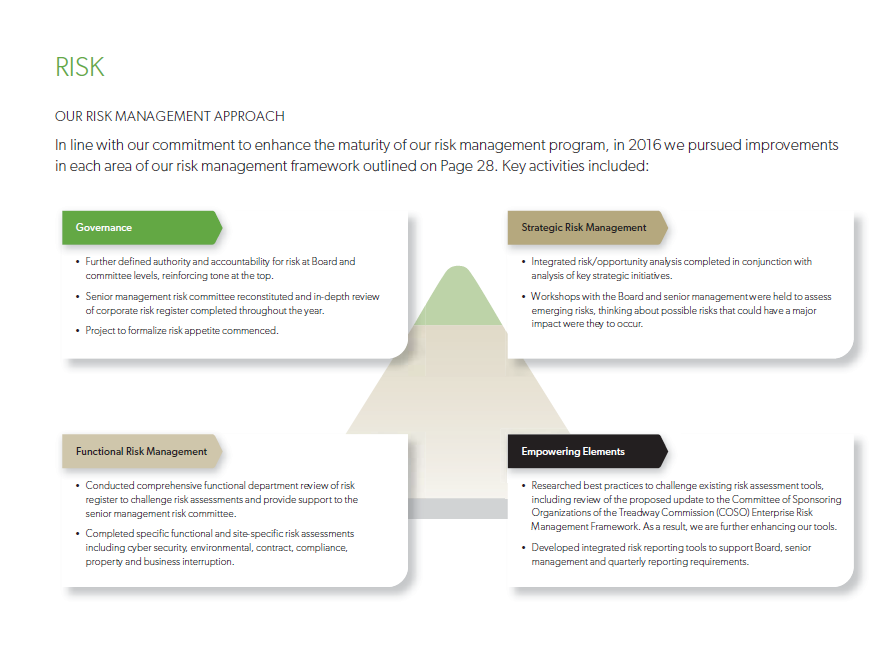 RISK
OUR RISK MANAGEMENT APPROACH
In line with our commitment to enhance the maturity of our risk management program, in 2016 we pursued improvements
in each area of our risk management framework outlined on Page 28. Key activities included:
Governance
• Further defined authority and accountability for risk at Board and
committee levels, reinforcing tone at the top.
• Senior management risk committee reconstituted and in-depth review
of corporate risk register completed throughout the year.
• Project to formalize risk appetite commenced.
Strategic Risk Management
• Integrated risk/opportunity analysis completed in conjunction with
analysis of key strategic initiatives.
• Workshops with the Board and senior management were held to assess
emerging risks, thinking about possible risks that could have a major
impact were they to occur.
Functional Risk Management
• Conducted comprehensive functional department review of risk
register to challenge risk assessments and provide support to the
senior management risk committee.
• Completed specific functional and site-specific risk assessments
including cyber security, environmental, contract, compliance,
property and business interruption.
Empowering Elements
• Researched best practices to challenge existing risk assessment tools,
including review of the proposed update to the Committee of Sponsoring
Organizations of the Treadway Commission (COSO) Enterprise Risk
Management Framework. As a result, we are further enhancing our tools.
• Developed integrated risk reporting tools to support Board, senior
management and quarterly reporting requirements.